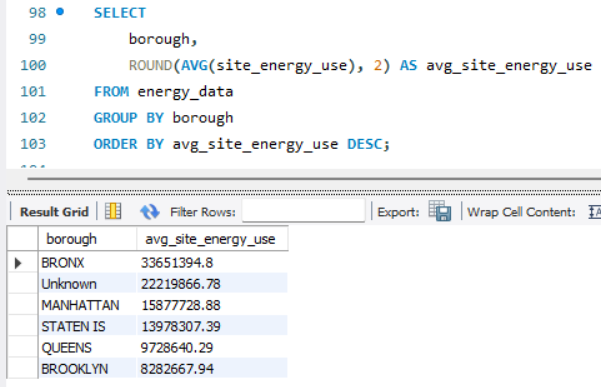 98 SELECT
99 borough,
100 ROUND(AVG(site_energy_use), 2) AS avg_site_energy_use
101 FROM energy_data
102 GROUP BY borough
103 ORDER BY avg_site_energy_use DESC;
Result Grid Filter Rows: Export: Wrap Cell Content:
borough avg_site_energy_use
BRONX 33651394.8
Unknown 22219866.78
MANHATTAN 15877728.88
STATEN IS 13978307.39
QUEENS 9728640.29
BROOKLYN 8282667.94